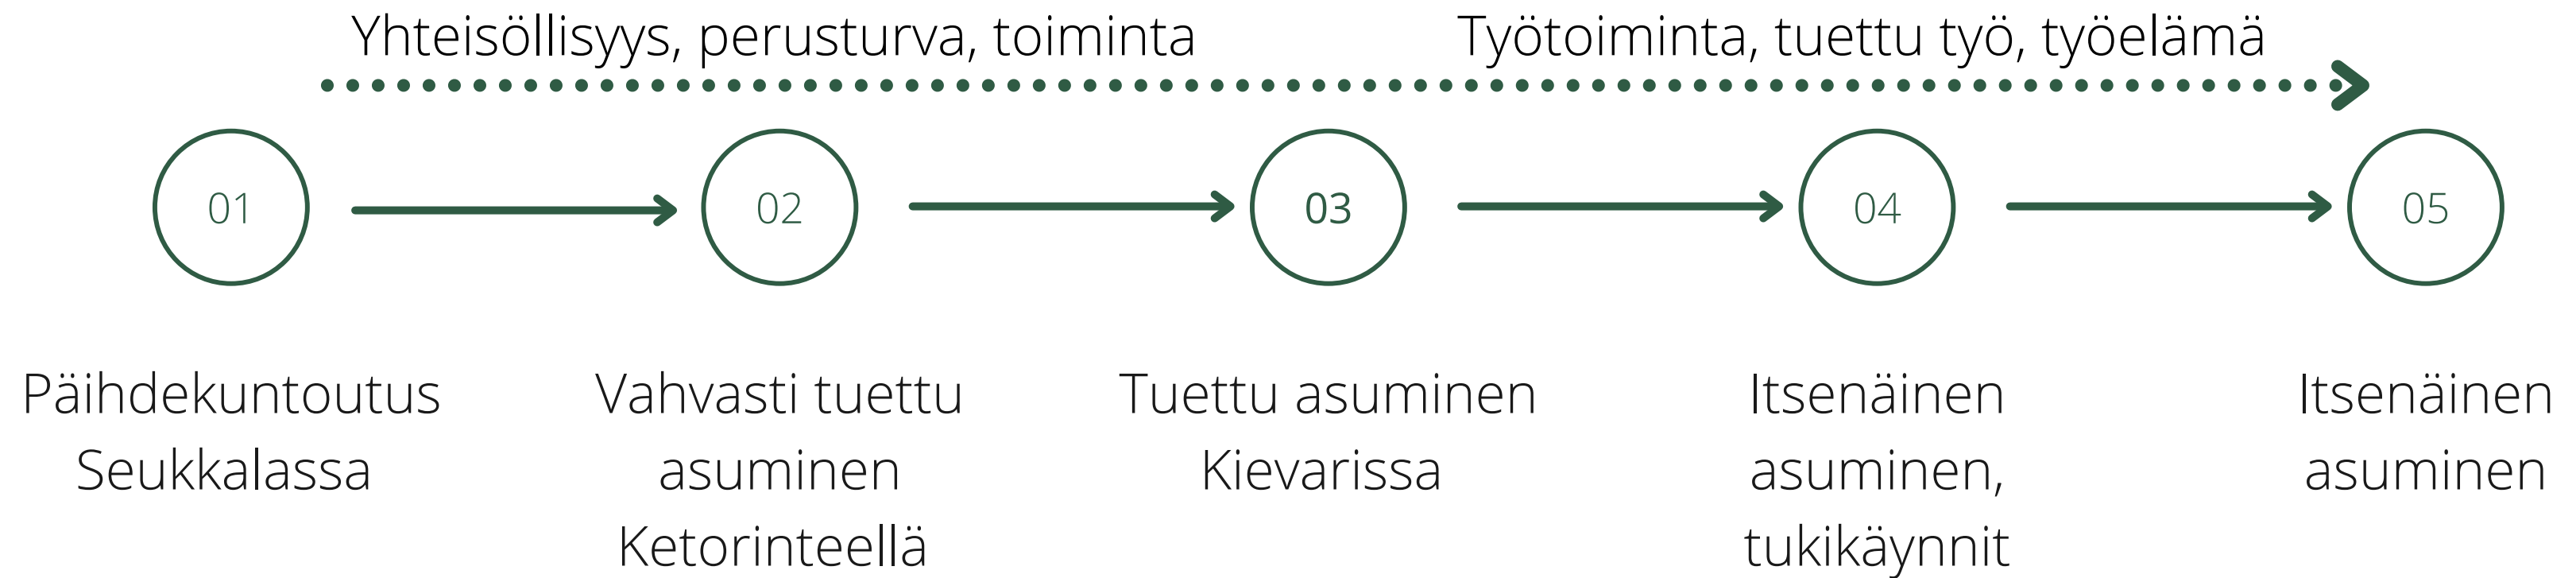 Yhteisöllisyys, perusturva, toiminta
Työtoiminta, tuettu työ, työelämä
01
02
03
04
05
Päihdekuntoutus
Seukkalassa
Vahvasti tuettu
asuminen
Ketorinteellä
Tuettu asuminen
Kievarissa
Itsenäinen
asuminen,
tukikäynnit
Itsenäinen
asuminen